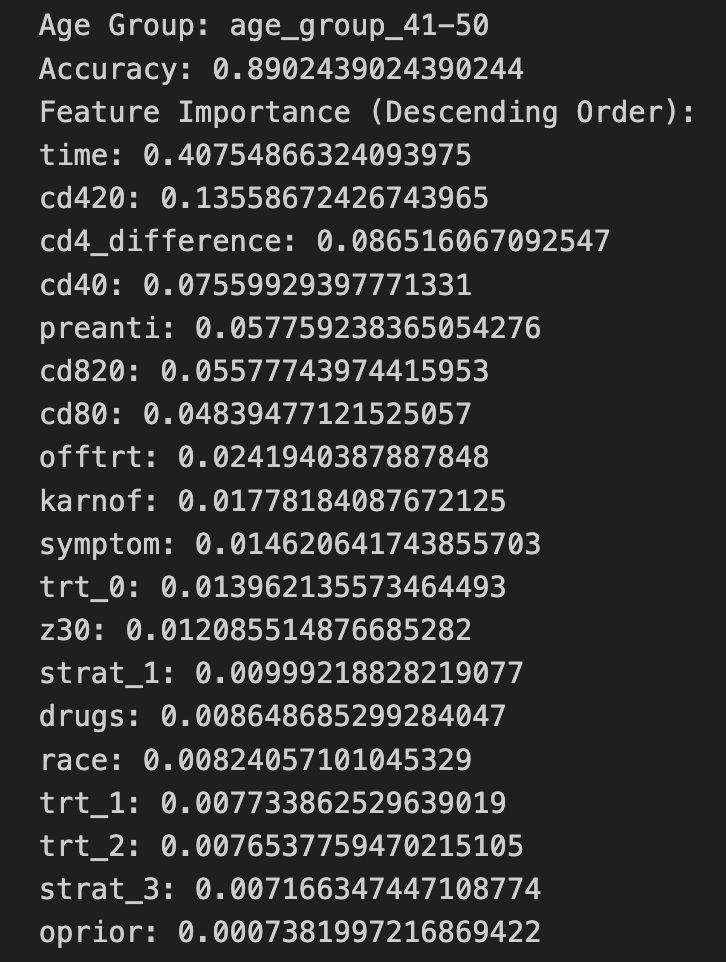 Age Group: age_group_41-50
Accuracy: 0.8902439024390244
Feature Importance (Descending Order):
time: 0.40754866324093975
cd420: 0.13558672426743965
cd4_difference: 0.086516067092547
cd40: 0.07559929397771331
preanti: 0.057759238365054276
cd820: 0.05577743974415953
cd80: 0.04839477121525057
offtrt: 0.0241940387887848
karnof: 0.01778184087672125
symptom: 0.014620641743855703
trt_0: 0.013962135573464493
z30: 0.012085514876685282
strat_1: 0.00999218828219077
drugs: 0.008648685299284047
race: 0.00824057101045329
trt_1: 0.007733862529639019
trt_2: 0.0076537759470215105
strat_3: 0.007166347447108774
oprior: 0.0007381997216869422